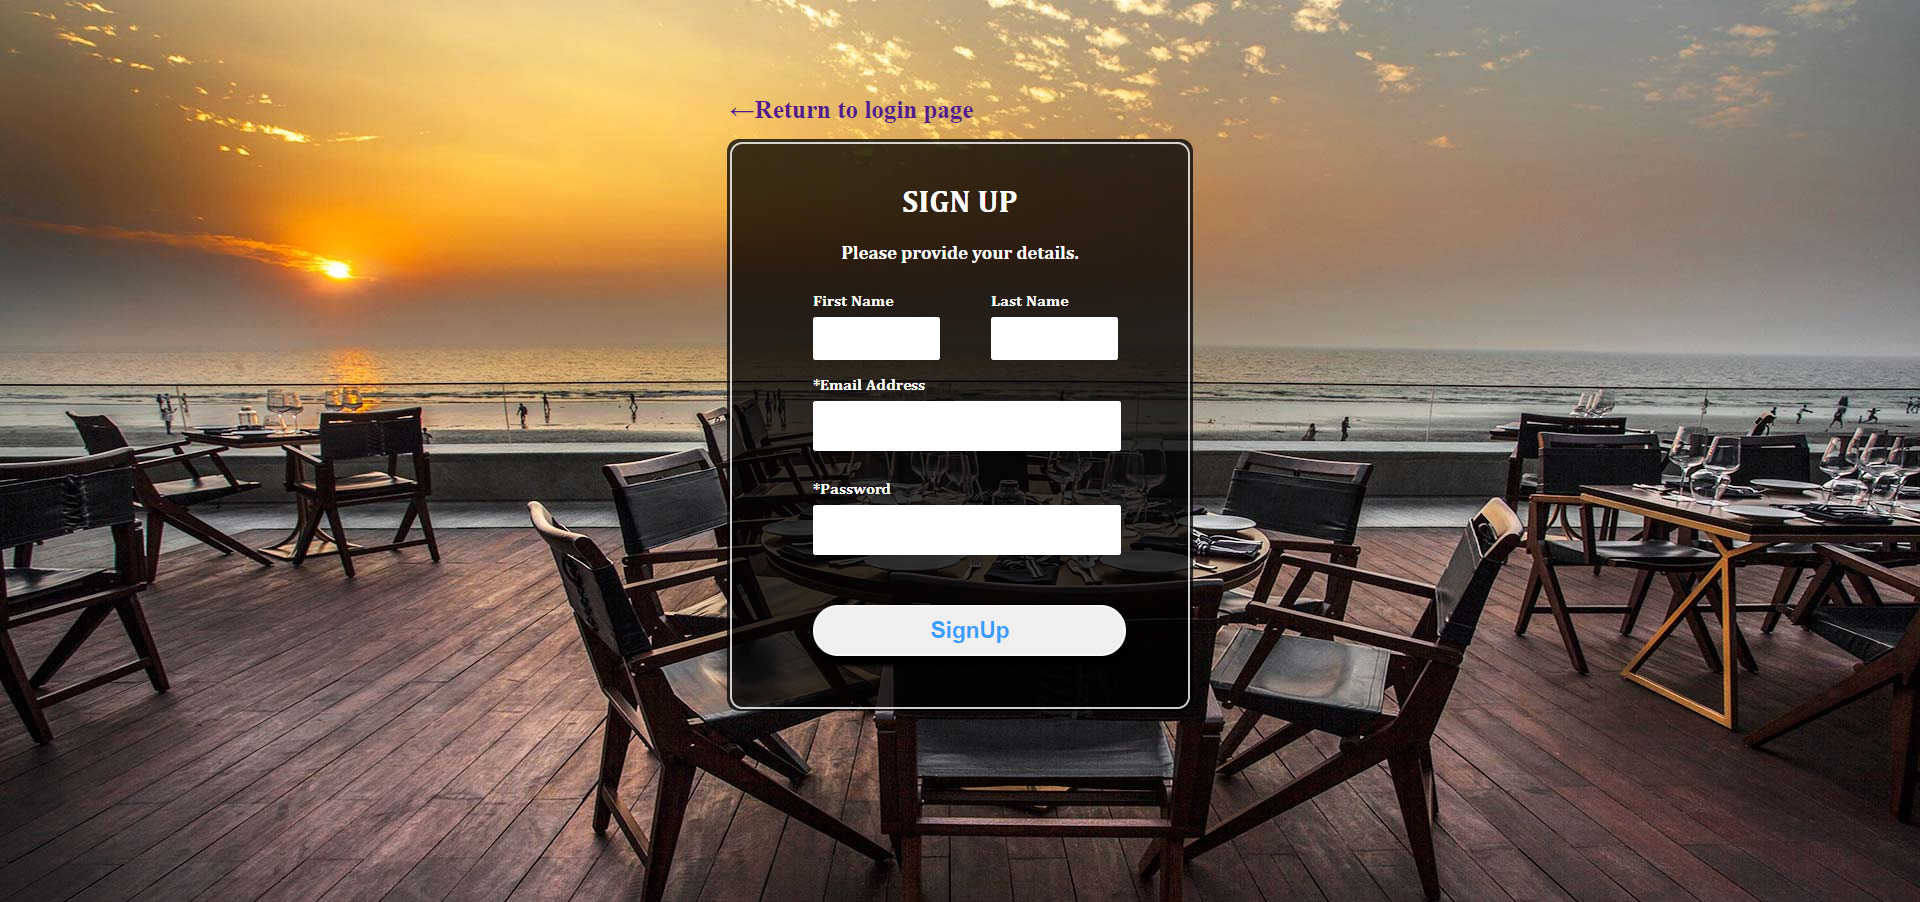 ←Return to login page
SIGN UP
Please provide your details.
First Name
Last Name
*Email Address
*Password
SignUp